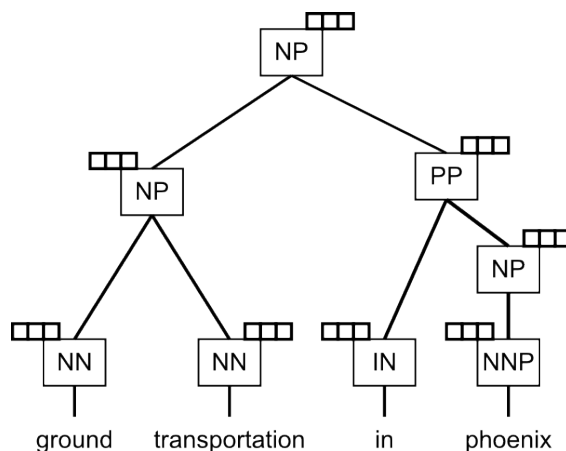 NP
NP
PP
NP
NN
NN
IN
NNP
ground transportation in phoenix